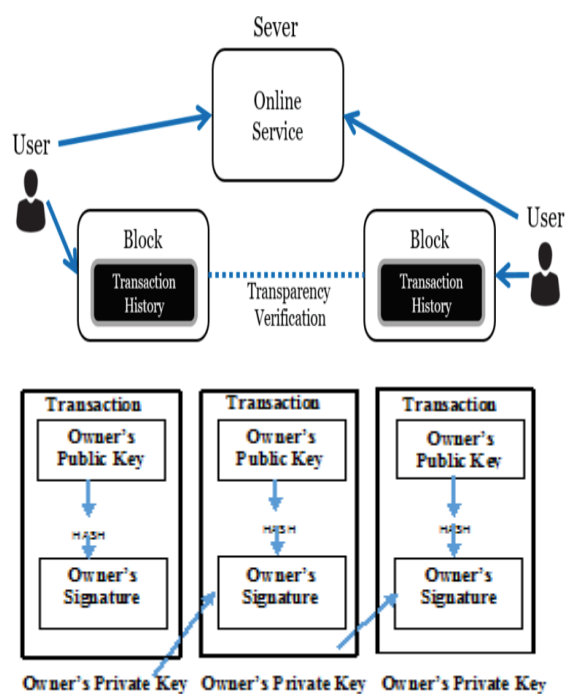 Sever
Online
Service
User
User
Block
Transaction
History
Block
Transaction
History
Transparency
Verification
Transaction
Owner's
Public Key
HASH
Owner's
Signature
Owner's Private Key
Transaction
Owner's
Public Key
HASH
Owner's
Signature
Owner's Private Key
Transaction
Owner's
Public Key
HASH
Owner's
Signature
Owner's Private Key